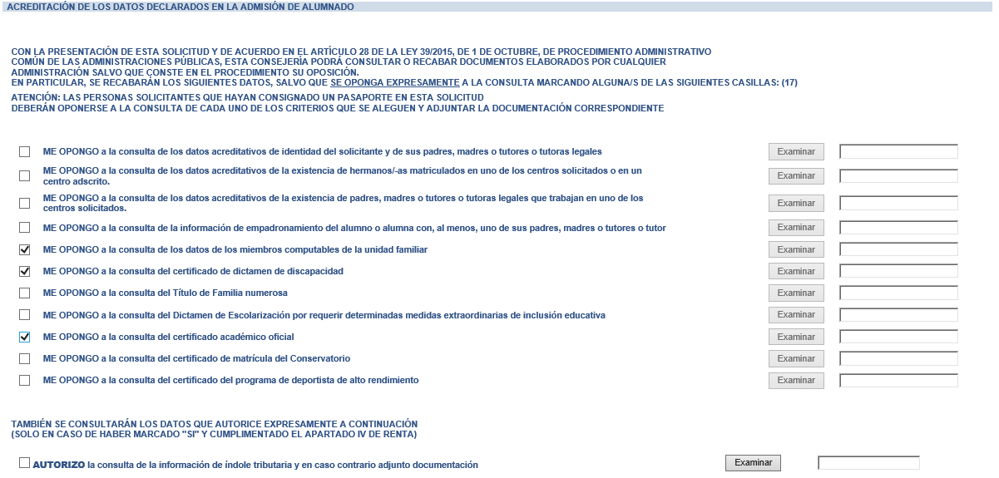 ACREDITACIÓN DE LOS DATOS DECLARADOS EN LA ADMISIÓN DE ALUMNADO
CON LA PRESENTACIÓN DE ESTA SOLICITUD Y DE ACUERDO EN EL ARTÍCULO 28 DE LA LEY 39/2015, DE 1 DE OCTUBRE, DE PROCEDIMIENTO ADMINISTRATIVO
COMÚN DE LAS ADMINISTRACIONES PÚBLICAS, ESTA CONSEJERÍA PODRÁ CONSULTAR O RECABAR DOCUMENTOS ELABORADOS POR CUALQUIER
ADMINISTRACIÓN SALVO QUE CONSTE EN EL PROCEDIMIENTO SU OPOSICIÓN.
EN PARTICULAR, SE RECABARÁN LOS SIGUIENTES DATOS, SALVO QUE SE OPONGA EXPRESAMENTE A LA CONSULTA MARCANDO ALGUNA/S DE LAS SIGUIENTES CASILLAS: (17)
ATENCIÓN: LAS PERSONAS SOLICITANTES QUE HAYAN CONSIGNADO UN PASAPORTE EN ESTA SOLICITUD
DEBERÁN OPONERSE A LA CONSULTA DE CADA UNO DE LOS CRITERIOS QUE SE ALEGUEN Y ADJUNTAR LA DOCUMENTACIÓN CORRESPONDIENTE
ME OPONGO a la consulta de los datos acreditativos de identidad del solicitante y de sus padres, madres o tutores o tutoras legales Examinar
ME OPONGO a la consulta de los datos acreditativos de la existencia de hermanos/-as matriculados en uno de los centros solicitados o en un
centro adscrito. Examinar
ME OPONGO a la consulta de los datos acreditativos de la existencia de padres, madres o tutores o tutoras legales que trabajan en uno de los
centros solicitados. Examinar
ME OPONGO a la consulta de la información de empadronamiento del alumno o alumna con, al menos, uno de sus padres, madres o tutores o tutor Examinar
ME OPONGO a la consulta de los datos de los miembros computables de la unidad familiar Examinar
ME OPONGO a la consulta del certificado de dictamen de discapacidad Examinar
ME OPONGO a la consulta del Título de Familia numerosa Examinar
ME OPONGO a la consulta del Dictamen de Escolarización por requerir determinadas medidas extraordinarias de inclusión educativa Examinar
ME OPONGO a la consulta del certificado académico oficial Examinar
ME OPONGO a la consulta del certificado de matrícula del Conservatorio Examinar
ME OPONGO a la consulta del certificado del programa de deportista de alto rendimiento Examinar
TAMBIÉN SE CONSULTARÁN LOS DATOS QUE AUTORICE EXPRESAMENTE A CONTINUACIÓN
(SOLO EN CASO DE HABER MARCADO "SI" Y CUMPLIMENTADO EL APARTADO IV DE RENTA)
AUTORIZO la consulta de la información de índole tributaria y en caso contrario adjunto documentación Examinar